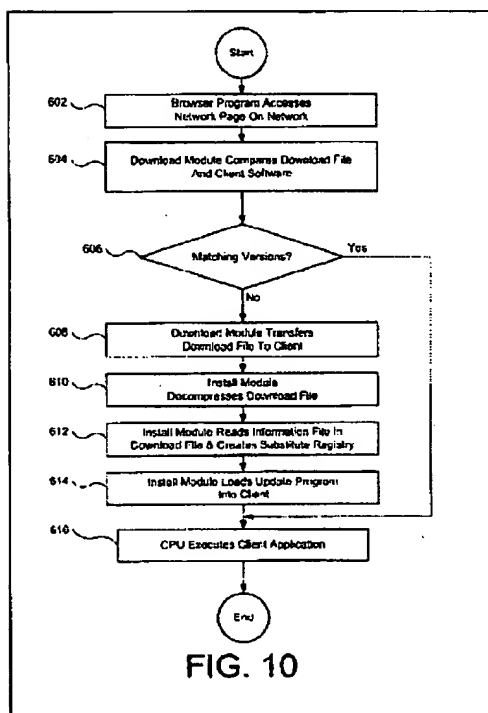 Start
602
Browser Program Accesses
Network Page On Network
604
Download Module Compares Download File
And Client Software
606
Matching Versions?
Yes
No
608
Download Module Transfers
Download File To Client
610
Install Module
Decompresses Download File
612
Install Module Reads Information File In
Download File & Creates Substitute Registry
614
Install Module Loads Update Program
Into Client
616
CPU Executes Client Application
End
FIG. 10